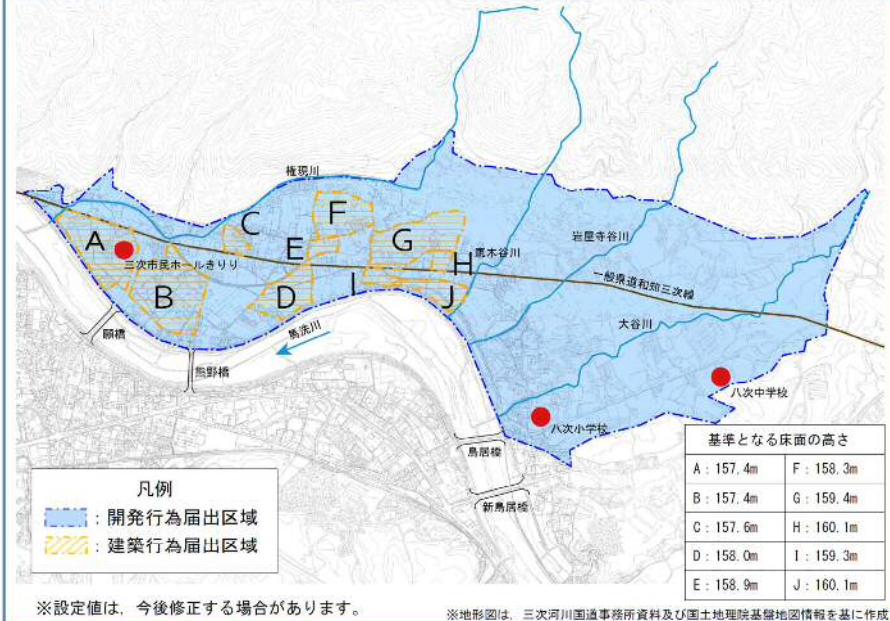 権現川
A
C
F
E
G
H
三次市民ホールきりり
黒木谷川
岩屋寺谷川
一般県道和知三次線
B
D
I
J
大谷川
願橋
馬洗川
熊野橋
八次中学校
八次小学校
鳥居橋
新鳥居橋
凡例
：開発行為届出区域
：建築行為届出区域
基準となる床面の高さ
A：157.4m F：158.3m
B：157.4m G：159.4m
C：157.6m H：160.1m
D：158.0m I：159.3m
E：158.9m J：160.1m
※設定値は，今後修正する場合があります。
※地形図は，三次河川国道事務所資料及び国土地理院基盤地図情報を基に作成